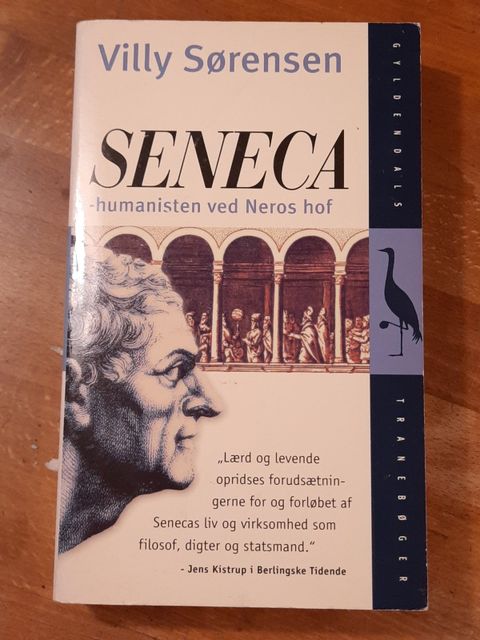 Villy Sørensen
SENECA
-humanisten ved Neros hof
„Lærd og levende
opridses forudsætnin-
gerne for og forløbet af
Senecas liv og virksomhed som
filosof, digter og statsmand.“
- Jens Kistrup i Berlingske Tidende
GYLDENDALS
TRANEBØGER